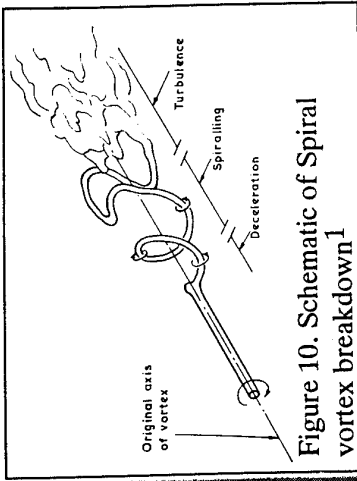 Original axis
of vortex
Deceleration
Spiralling
Turbulence
Figure 10. Schematic of Spiral
vortex breakdown1